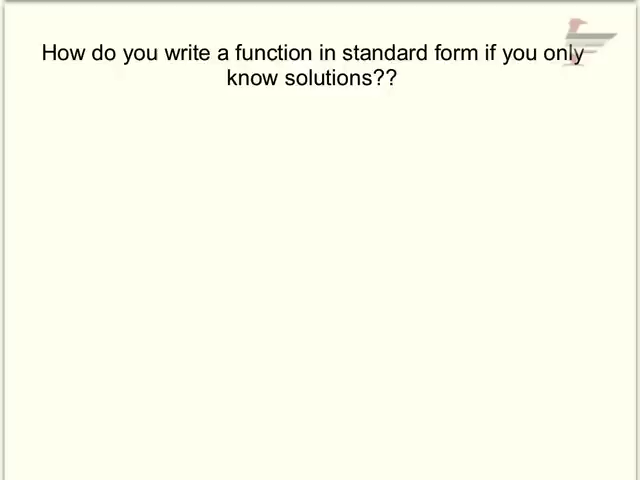 How do you write a function in standard form if you only
know solutions??